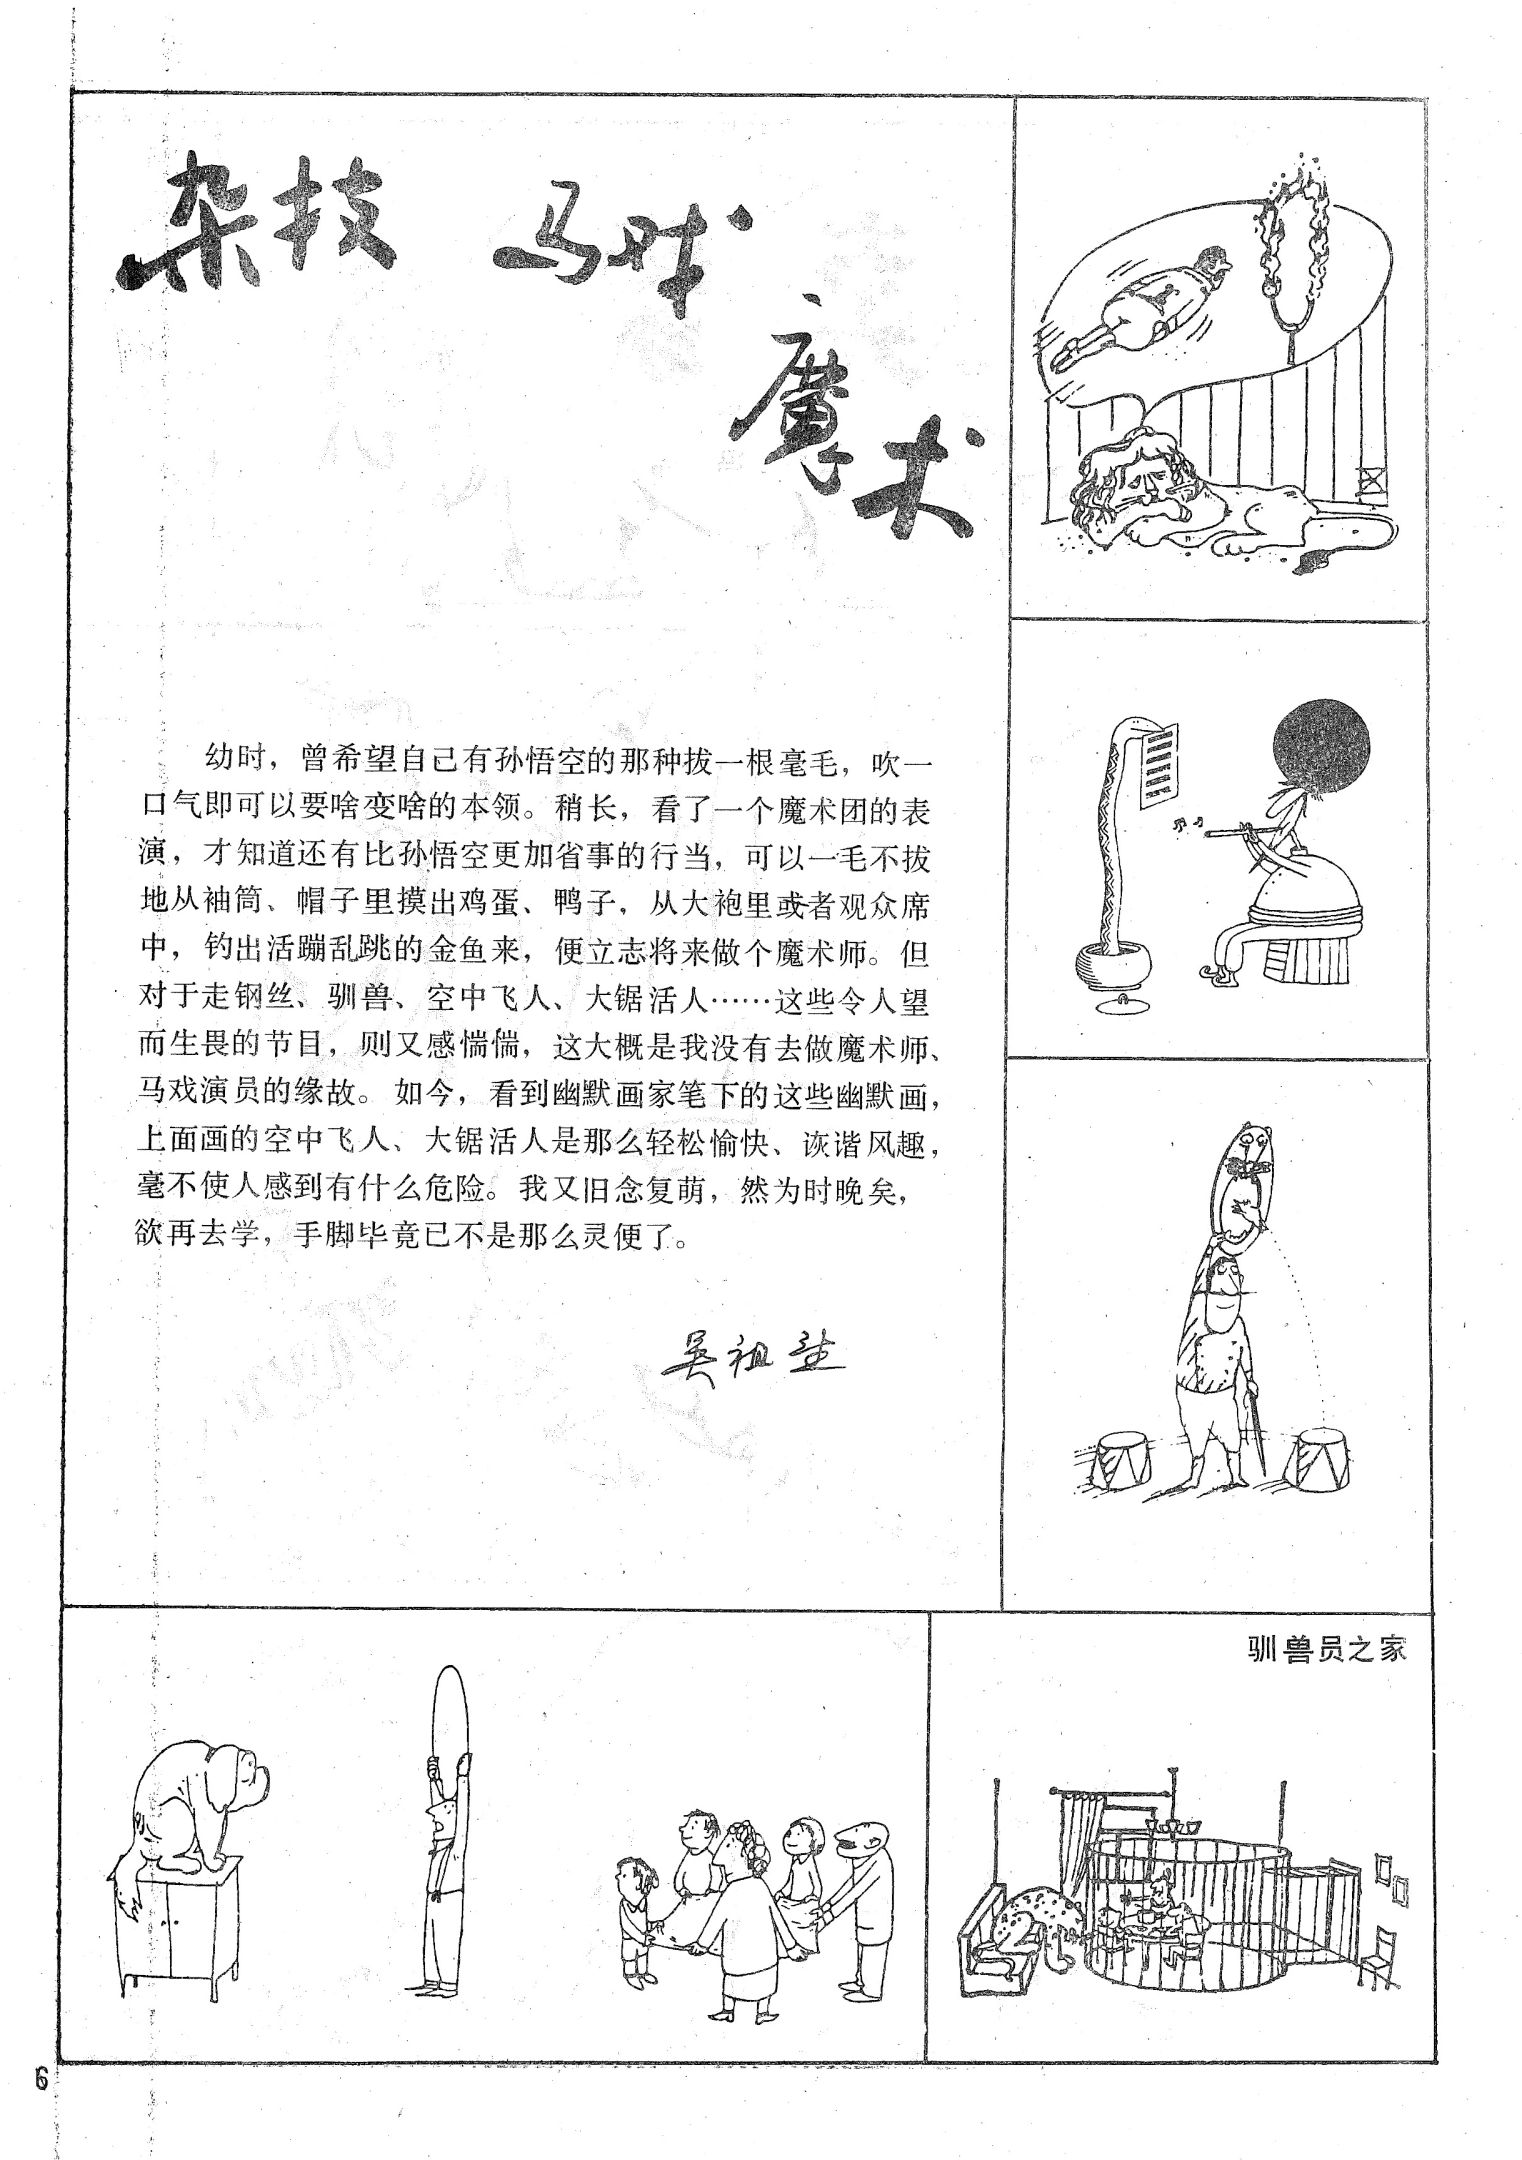 杂技 马戏
魔术
幼时，曾希望自己有孙悟空的那种拔一根毫毛，吹一
口气即可以要啥变啥的本领。稍长，看了一个魔术团的表
演，才知道还有比孙悟空更加省事的行当，可以一毛不拔
地从袖筒、帽子里摸出鸡蛋、鸭子，从大袍里或者观众席
中，钓出活蹦乱跳的金鱼来，便立志将来做个魔术师。但
对于走钢丝、驯兽、空中飞人、大锯活人……这些令人望
而生畏的节目，则又感惴惴，这大概是我没有去做魔术师、
马戏演员的缘故。如今，看到幽默画家笔下的这些幽默画，
上面画的空中飞人、大锯活人是那么轻松愉快、诙谐风趣，
毫不使人感到有什么危险。我又旧念复萌，然为时晚矣，
欲再去学，手脚毕竟已不是那么灵便了。
吴祖望
驯兽员之家
6